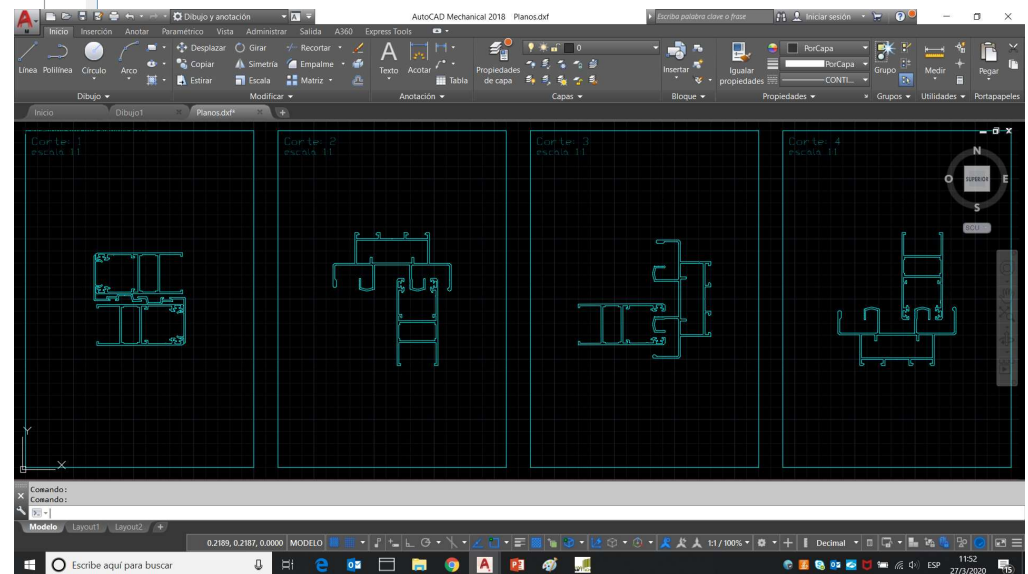 Dibujo y anotación
AutoCAD Mechanical 2018 Planos.dxf
Escriba palabra clave o frase
Iniciar sesión
Inicio Inserción Anotar Paramétrico Vista Administrar Salida A360 Express Tools
Línea Polilínea Círculo Arco
Desplazar Girar Recortar
Copiar Simetría Empalme
Estirar Escala Matriz
Texto Acotar Tabla
Propiedades de capa
0
Insertar
Igualar propiedades
PorCapa
PorCapa
CONTI...
Grupo Medir Pegar
Dibujo Modificar Anotación Capas Bloque Propiedades Grupos Utilidades Portapapeles
Inicio Dibujo1 Planos.dxf*
Corte: 1
escala 1:1
Corte: 2
escala 1:1
Corte: 3
escala 1:1
Corte: 4
escala 1:1
N
O SUPERIOR E
S
SCU
Y
X
Comando:
Comando:
Modelo Layout1 Layout2
0.2189, 0.2187, 0.0000 MODELO 1:1 / 100% Decimal
Escribe aquí para buscar
ESP
11:52
27/3/2020
15